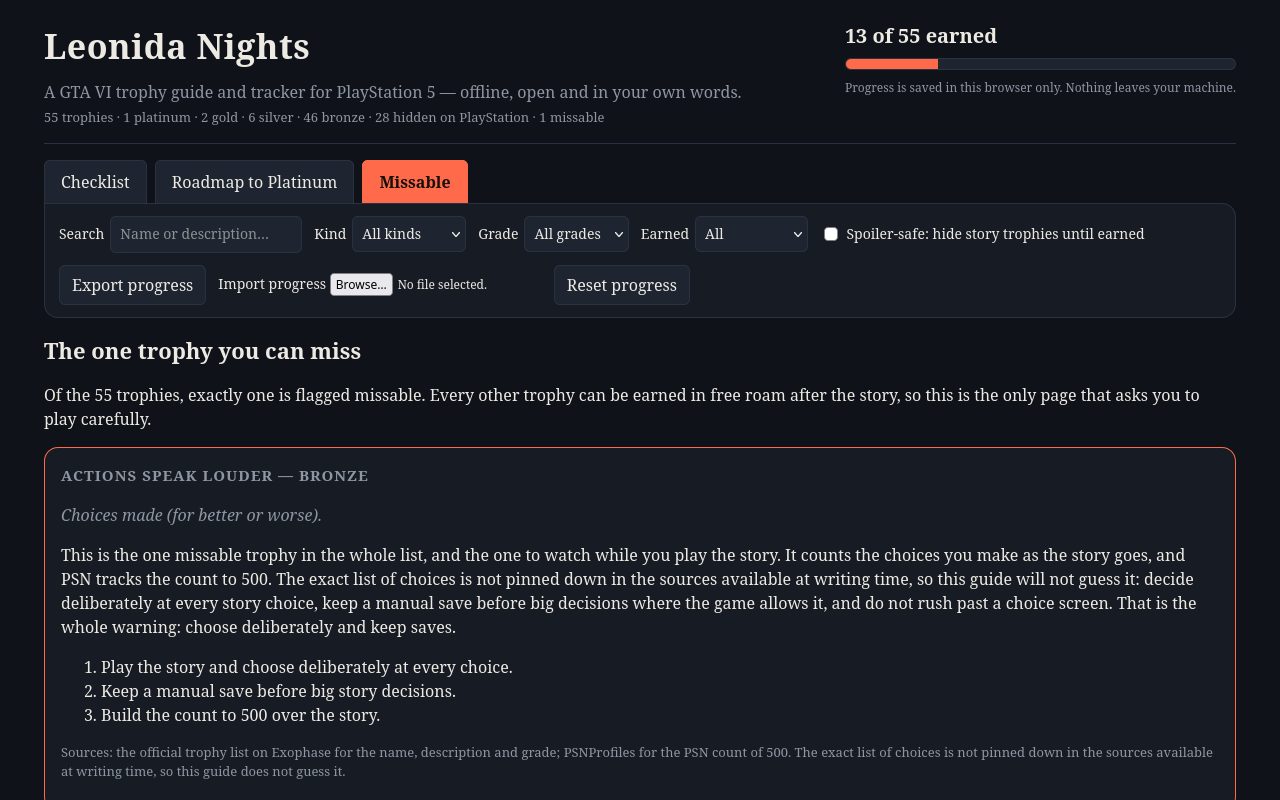 Leonida Nights
A GTA VI trophy guide and tracker for PlayStation 5 — offline, open and in your own words.
55 trophies · 1 platinum · 2 gold · 6 silver · 46 bronze · 28 hidden on PlayStation · 1 missable
13 of 55 earned
Progress is saved in this browser only. Nothing leaves your machine.
Checklist Roadmap to Platinum Missable
Search Name or description... Kind All kinds Grade All grades Earned All Spoiler-safe: hide story trophies until earned
Export progress Import progress Browse... No file selected. Reset progress
The one trophy you can miss
Of the 55 trophies, exactly one is flagged missable. Every other trophy can be earned in free roam after the story, so this is the only page that asks you to
play carefully.
ACTIONS SPEAK LOUDER — BRONZE
Choices made (for better or worse).
This is the one missable trophy in the whole list, and the one to watch while you play the story. It counts the choices you make as the story goes, and
PSN tracks the count to 500. The exact list of choices is not pinned down in the sources available at writing time, so this guide will not guess it: decide
deliberately at every story choice, keep a manual save before big decisions where the game allows it, and do not rush past a choice screen. That is the
whole warning: choose deliberately and keep saves.
1. Play the story and choose deliberately at every choice.
2. Keep a manual save before big story decisions.
3. Build the count to 500 over the story.
Sources: the official trophy list on Exophase for the name, description and grade; PSNProfiles for the PSN count of 500. The exact list of choices is not pinned down in the sources available
at writing time, so this guide does not guess it.